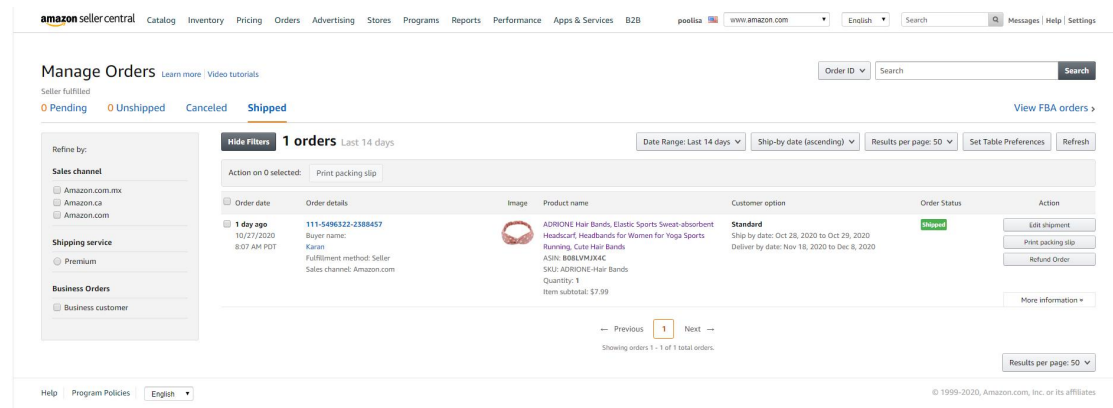 amazon seller central Catalog Inventory Pricing Orders Advertising Stores Programs Reports Performance Apps & Services B2B poolisa www.amazon.com English Search Messages | Help | Settings
Manage Orders Learn more | Video tutorials
Order ID Search Search
Seller fulfilled
0 Pending 0 Unshipped Canceled Shipped View FBA orders >
Refine by:
Sales channel
Amazon.com.mx
Amazon.ca
Amazon.com
Shipping service
Premium
Business Orders
Business customer
Hide Filters 1 orders Last 14 days Date Range: Last 14 days Ship-by date (ascending) Results per page: 50 Set Table Preferences Refresh
Action on 0 selected: Print packing slip
Order date Order details Image Product name Customer option Order Status Action
1 day ago
10/27/2020
8:07 AM PDT
111-5496322-2388457
Buyer name:
Karan
Fulfillment method: Seller
Sales channel: Amazon.com
ADRIONE Hair Bands, Elastic Sports Sweat-absorbent
Headscarf, Headbands for Women for Yoga Sports
Running, Cute Hair Bands
ASIN: B08LVMJX4C
SKU: ADRIONE-Hair Bands
Quantity: 1
Item subtotal: $7.99
Standard
Ship by date: Oct 28, 2020 to Oct 29, 2020
Deliver by date: Nov 18, 2020 to Dec 8, 2020
Shipped
Edit shipment
Print packing slip
Refund Order
More information
← Previous 1 Next →
Showing orders 1 - 1 of 1 total orders.
Results per page: 50
Help Program Policies English © 1999-2020, Amazon.com, Inc. or its affiliates